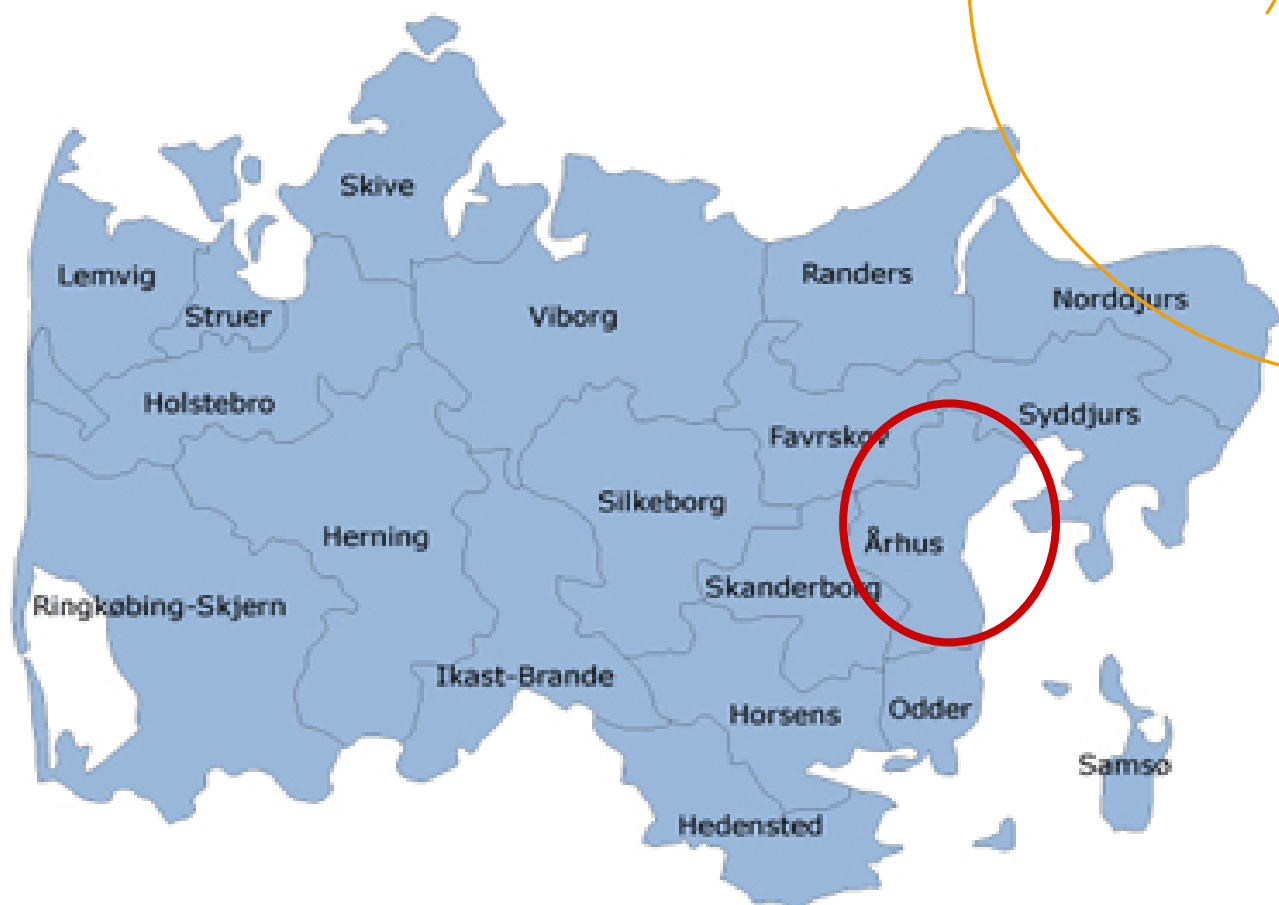 Skive
Lemvig
Randers
Norddjurs
Struer
Viborg
Holstebro
Syddjurs
Favrskov
Silkeborg
Herning
Århus
Skanderborg
Ringkøbing-Skjern
Ikast-Brande
Horsens
Odder
Samsø
Hedensted